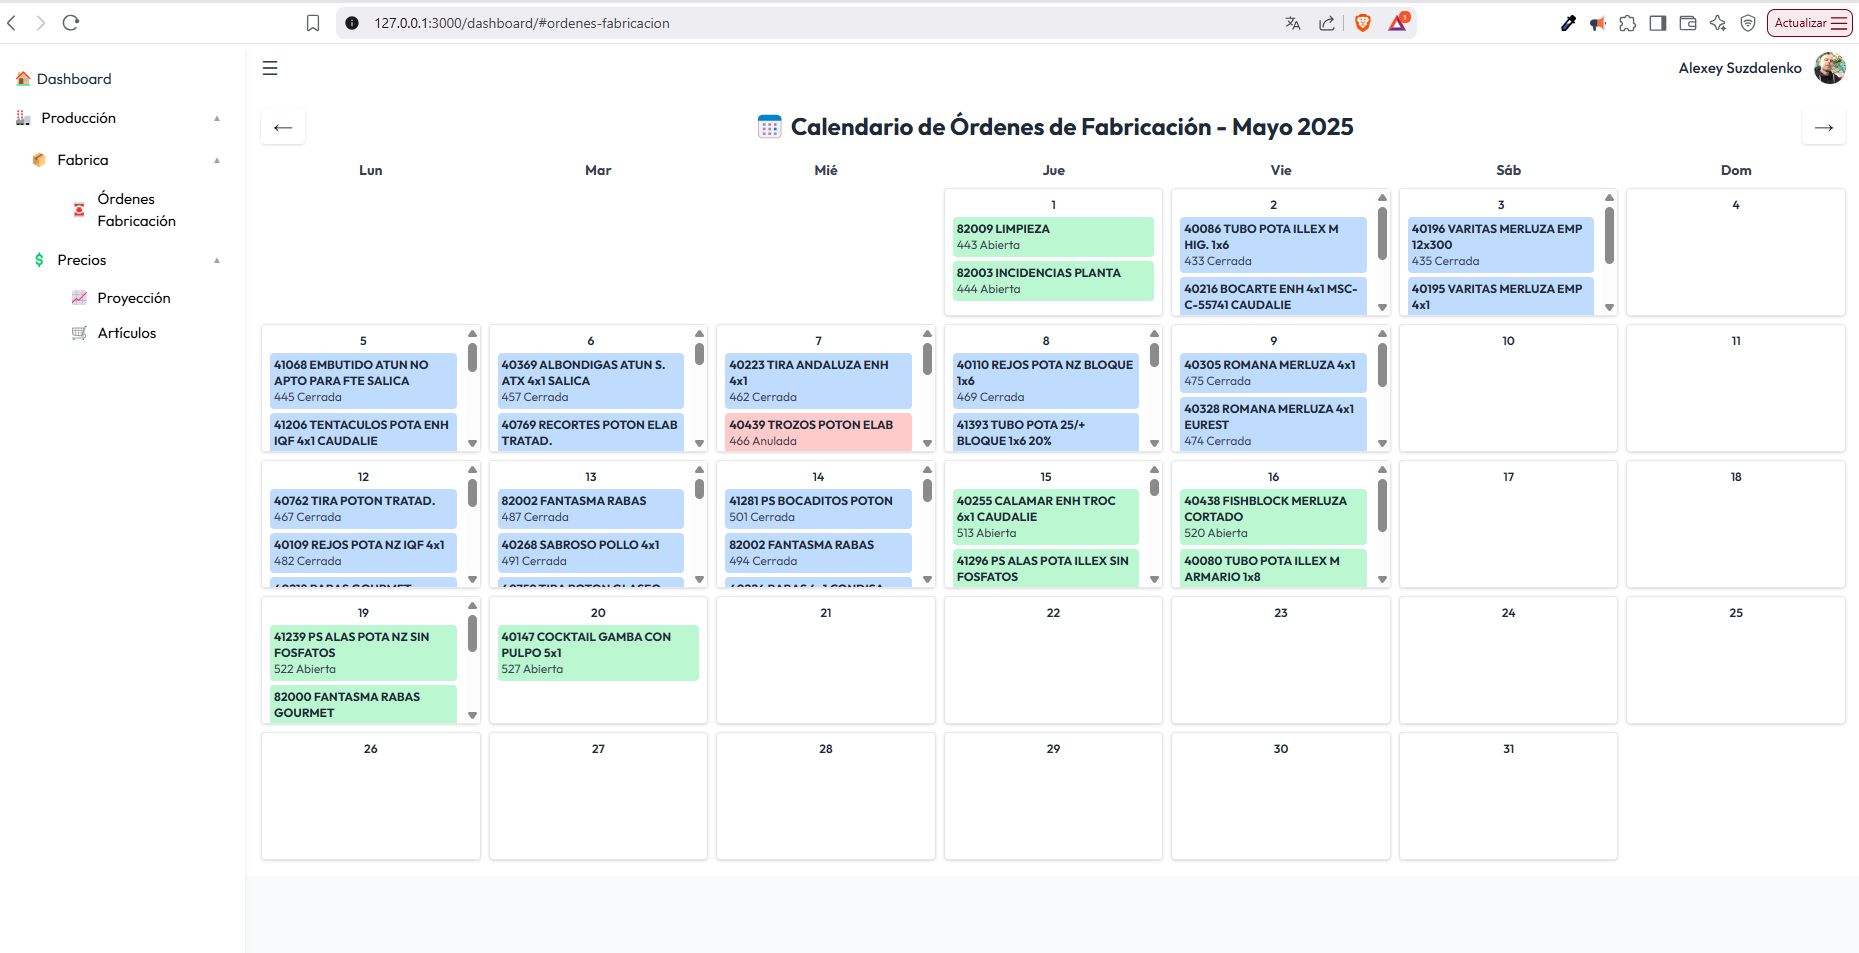 127.0.0.1:3000/dashboard/#ordenes-fabricacion
1
Actualizar
Dashboard
Producción
Fabrica
Órdenes
Fabricación
Precios
Proyección
Artículos
Alexey Suzdalenko
Calendario de Órdenes de Fabricación - Mayo 2025
Lun Mar Mié Jue Vie Sáb Dom
1
82009 LIMPIEZA
443 Abierta
82003 INCIDENCIAS PLANTA
444 Abierta
2
40086 TUBO POTA ILLEX M
HIG. 1x6
433 Cerrada
40216 BOCARTE ENH 4x1 MSC-
C-55741 CAUDALIE
3
40196 VARITAS MERLUZA EMP
12x300
435 Cerrada
40195 VARITAS MERLUZA EMP
4x1
4
5
41068 EMBUTIDO ATUN NO
APTO PARA FTE SALICA
445 Cerrada
41206 TENTACULOS POTA ENH
IQF 4x1 CAUDALIE
6
40369 ALBONDIGAS ATUN S.
ATX 4x1 SALICA
457 Cerrada
40769 RECORTES POTON ELAB
TRATAD.
7
40223 TIRA ANDALUZA ENH
4x1
462 Cerrada
40439 TROZOS POTON ELAB
466 Anulada
8
40110 REJOS POTA NZ BLOQUE
1x6
469 Cerrada
41393 TUBO POTA 25/+
BLOQUE 1x6 20%
9
40305 ROMANA MERLUZA 4x1
475 Cerrada
40328 ROMANA MERLUZA 4x1
EUREST
474 Cerrada
10
11
12
40762 TIRA POTON TRATAD.
467 Cerrada
40109 REJOS POTA NZ IQF 4x1
482 Cerrada
13
82002 FANTASMA RABAS
487 Cerrada
40268 SABROSO POLLO 4x1
491 Cerrada
14
41281 PS BOCADITOS POTON
501 Cerrada
82002 FANTASMA RABAS
494 Cerrada
15
40255 CALAMAR ENH TROC
6x1 CAUDALIE
513 Abierta
41296 PS ALAS POTA ILLEX SIN
FOSFATOS
16
40438 FISHBLOCK MERLUZA
CORTADO
520 Abierta
40080 TUBO POTA ILLEX M
ARMARIO 1x8
17
18
19
41239 PS ALAS POTA NZ SIN
FOSFATOS
522 Abierta
82000 FANTASMA RABAS
GOURMET
20
40147 COCKTAIL GAMBA CON
PULPO 5x1
527 Abierta
21
22
23
24
25
26
27
28
29
30
31